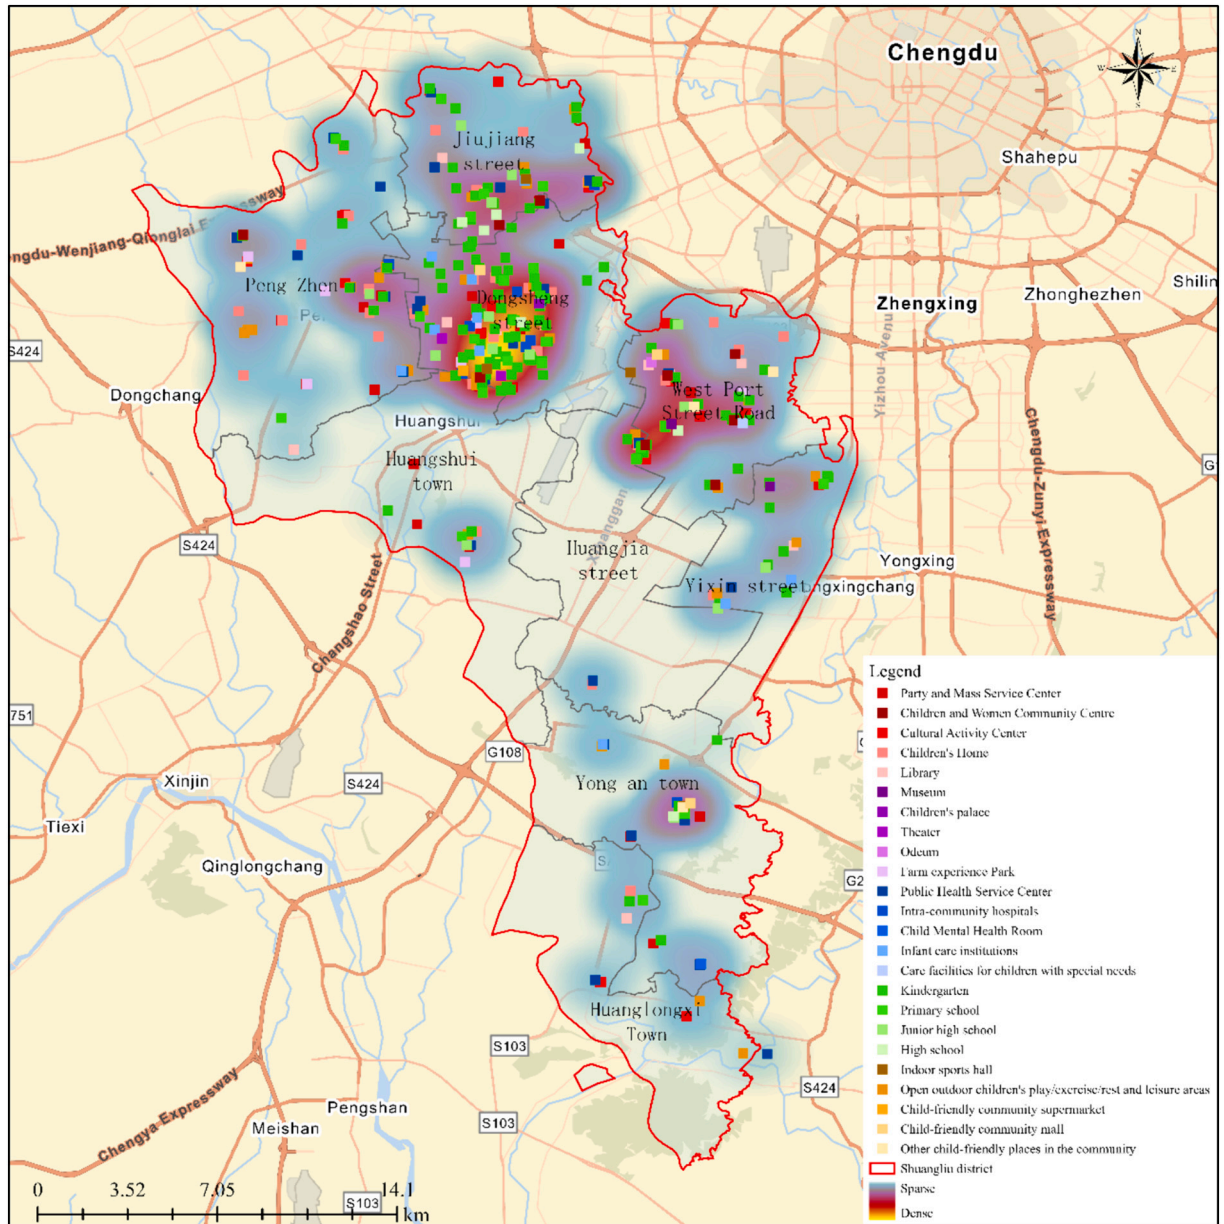 Chengdu
N
W
E
S
Shahepu
Jiujiang
street
ngdu-Wenjiang-Qionglai E
ressway
Peng Zhen
Pe
Dongsheng
street
Zhengxing
Zhonghezhen
Shilin
S424
Yizhou Avenu
Dongchang
West Port
Street Road
Huangshui
Huangshui
town
Chengdu-Zunyi Expressway
G
S424
Huangjia
street
Yongxing
Yixin street
ngxingchang
Changshao Street
751
G108
Xinjin
S424
Yong an town
Tiexi
Qinglongchang
S
G2
Huanglongxi
Town
S103
S424
Chengya Expressway
Pengshan
Meishan
S103
S103
0
3.52
7.05
14.1
km
Legend
Party and Mass Service Center
Children and Women Community Centre
Cultural Activity Center
Children's Home
Library
Museum
Children's palace
Theater
Odeum
Farm experience Park
Public Health Service Center
Intra-community hospitals
Child Mental Health Room
Infant care institutions
Care facilities for children with special needs
Kindergarten
Primary school
Junior high school
High school
Indoor sports hall
Open outdoor children's play/exercise/rest and leisure areas
Child-friendly community supermarket
Child-friendly community mall
Other child-friendly places in the community
Shuangliu district
Sparse
Dense